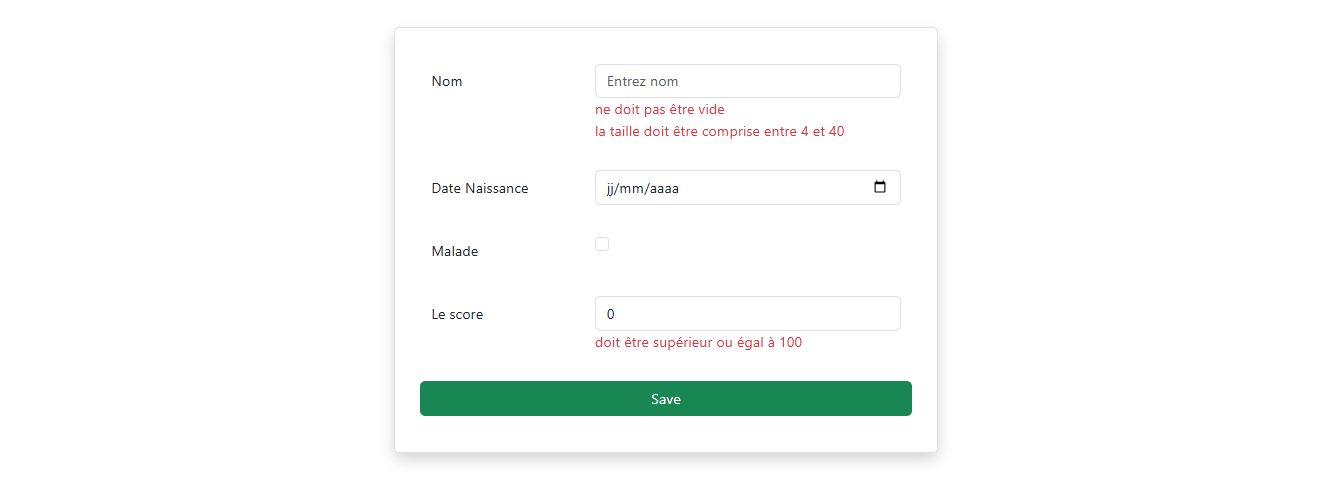 Nom
Entrez nom
ne doit pas être vide
la taille doit être comprise entre 4 et 40
Date Naissance
jj/mm/aaaa
Malade
Le score
0
doit être supérieur ou égal à 100
Save